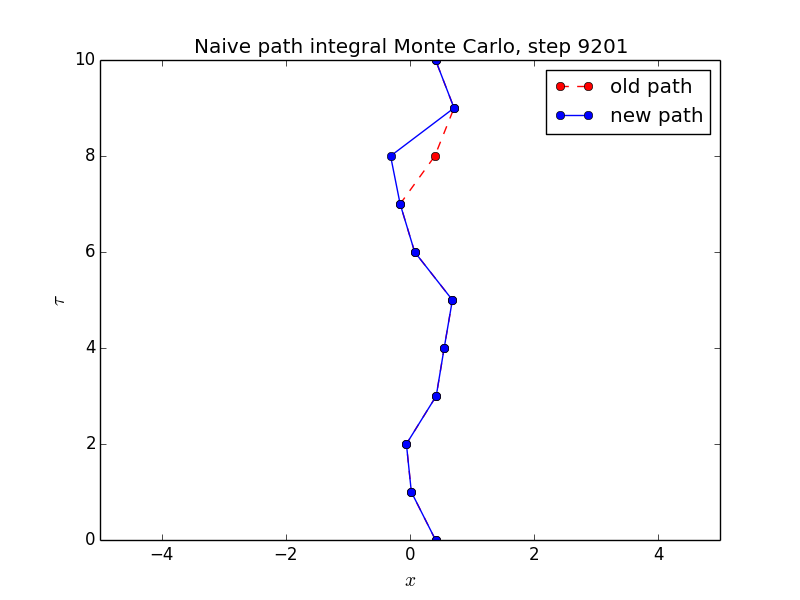 Naive path integral Monte Carlo, step 9201
old path
new path
10
8
6
4
2
0
τ
−4 −2 0 2 4
x